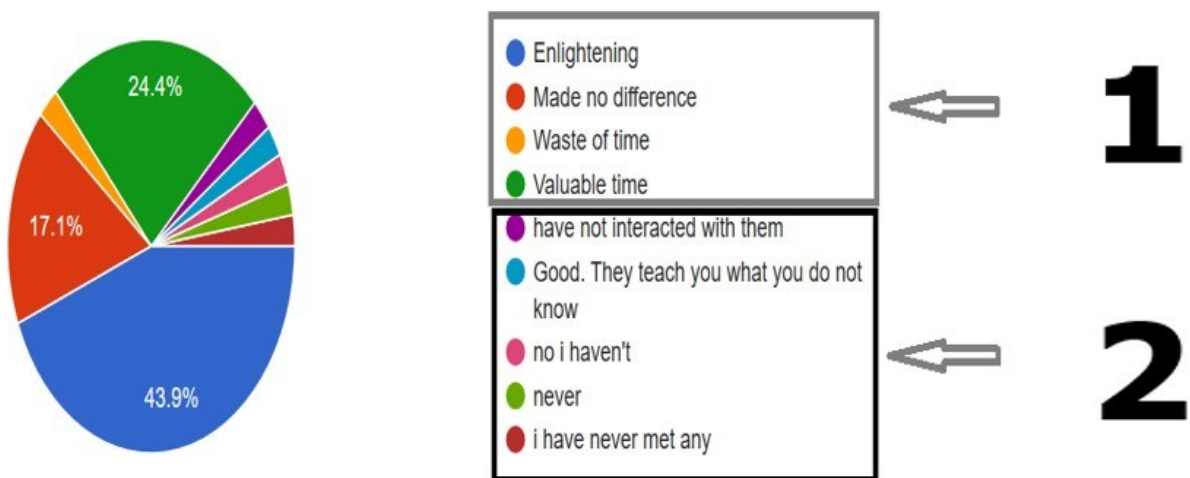 24.4%
17.1%
43.9%
Enlightening
Made no difference
Waste of time
Valuable time
have not interacted with them
Good. They teach you what you do not
know
no i haven't
never
i have never met any
1
2